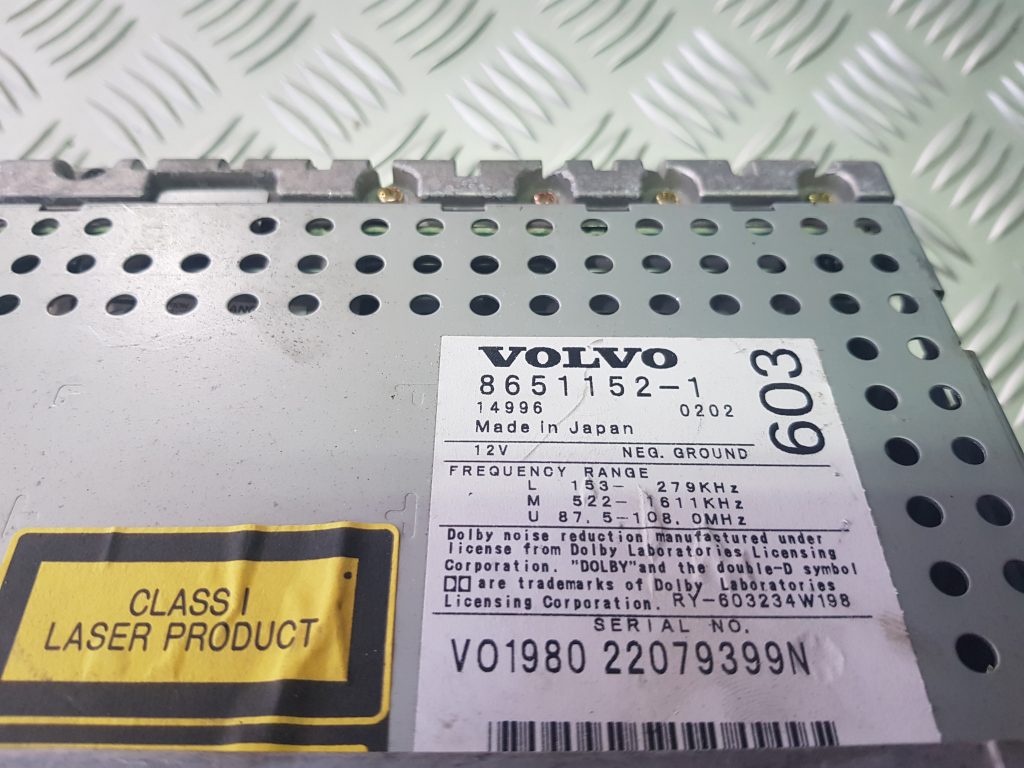 VOLVO
8651152-1
14996 0202
Made in Japan
603
12V NEG. GROUND
FREQUENCY RANGE
L 153- 279KHz
M 522-1611KHz
U 87.5-108.0MHz
Dolby noise reduction manufactured under
license from Dolby Laboratories Licensing
Corporation. "DOLBY" and the double-D symbol
are trademarks of Dolby Laboratories
Licensing Corporation. RY-603234W198
SERIAL NO.
VO1980 22079399N
CLASS I
LASER PRODUCT